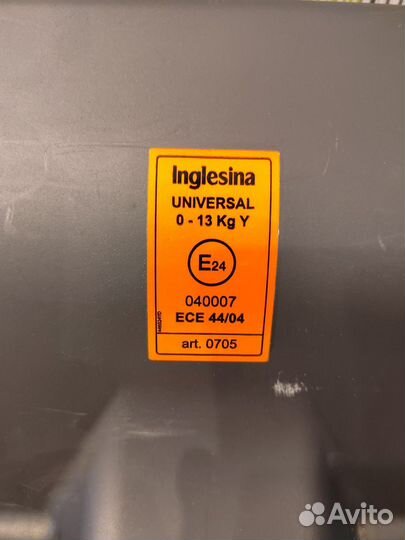 Inglesina
UNIVERSAL
0 - 13 Kg Y
E24
040007
ECE 44/04
art. 0705
Avito